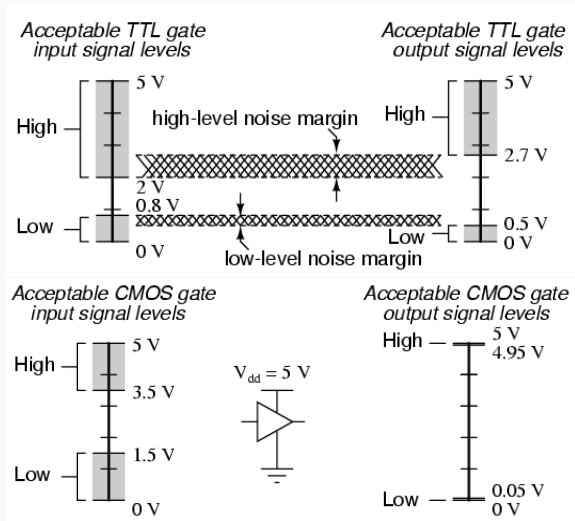 Acceptable TTL gate
input signal levels
5 V
High
2 V
0.8 V
Low
0 V
high-level noise margin
low-level noise margin
Acceptable TTL gate
output signal levels
5 V
High
2.7 V
0.5 V
Low
0 V
Acceptable CMOS gate
input signal levels
5 V
High
3.5 V
1.5 V
Low
0 V
Vdd = 5 V
Acceptable CMOS gate
output signal levels
5 V
High
4.95 V
0.05 V
Low
0 V